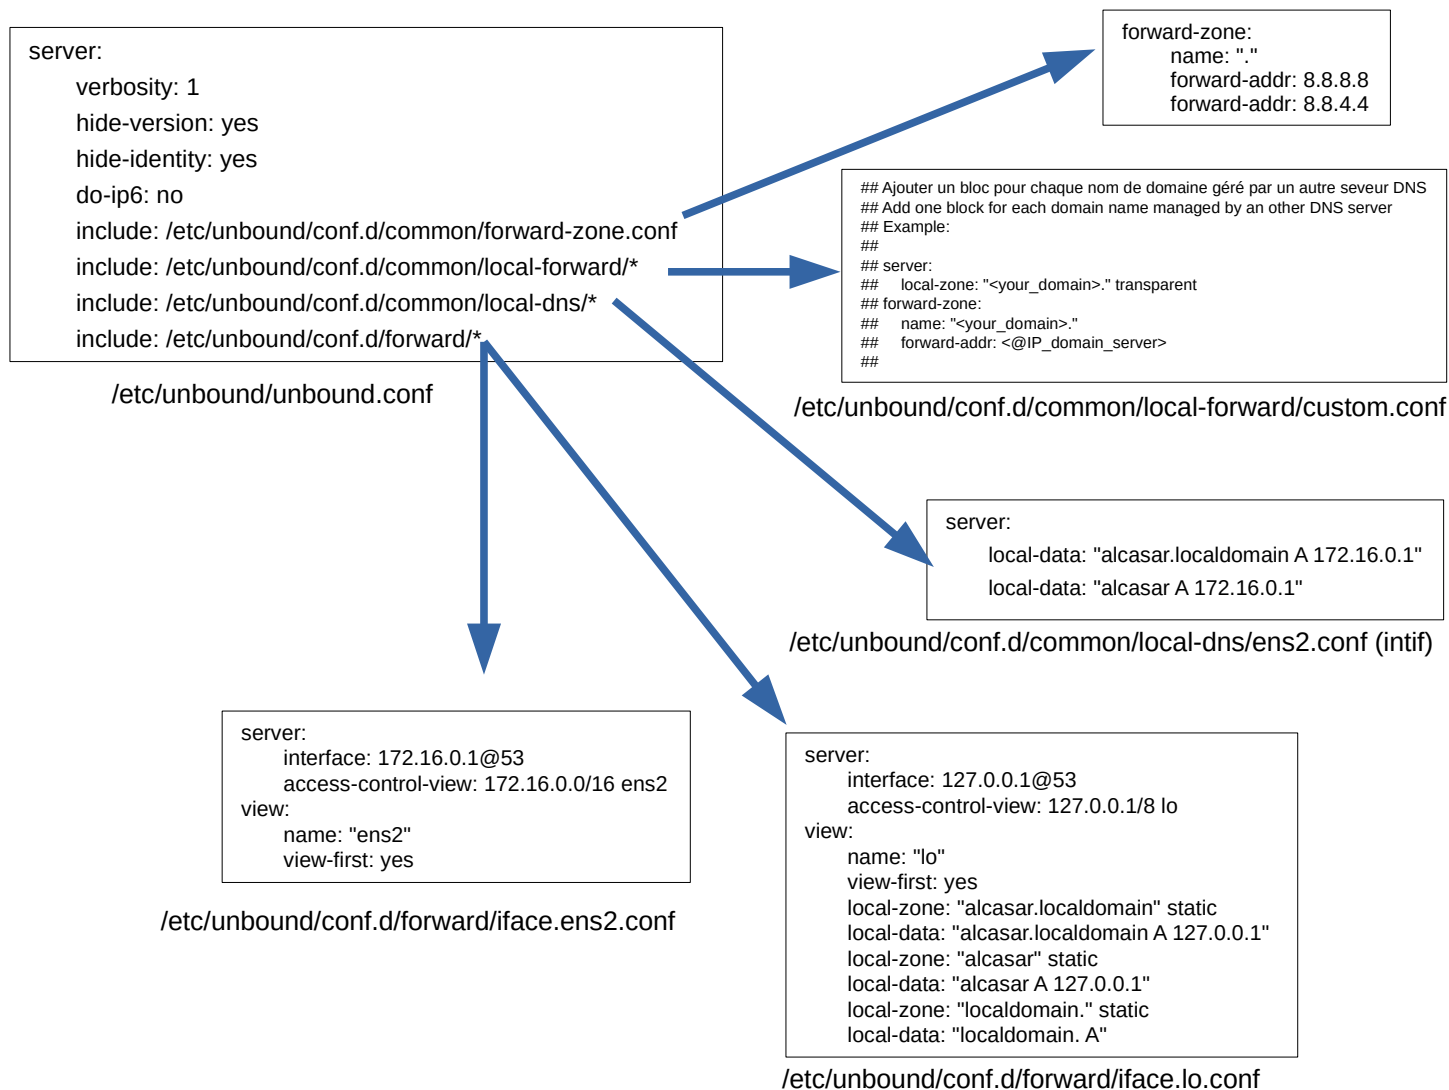 server:
verbosity: 1
hide-version: yes
hide-identity: yes
do-ip6: no
include: /etc/unbound/conf.d/common/forward-zone.conf
include: /etc/unbound/conf.d/common/local-forward/*
include: /etc/unbound/conf.d/common/local-dns/*
include: /etc/unbound/conf.d/forward/*
/etc/unbound/unbound.conf
forward-zone:
name: "."
forward-addr: 8.8.8.8
forward-addr: 8.8.4.4
## Ajouter un bloc pour chaque nom de domaine géré par un autre seveur DNS
## Add one block for each domain name managed by an other DNS server
## Example:
##
## server:
## local-zone: "<your_domain>." transparent
## forward-zone:
## name: "<your_domain>."
## forward-addr: <@IP_domain_server>
##
/etc/unbound/conf.d/common/local-forward/custom.conf
server:
local-data: "alcasar.localdomain A 172.16.0.1"
local-data: "alcasar A 172.16.0.1"
/etc/unbound/conf.d/common/local-dns/ens2.conf (intif)
server:
interface: 172.16.0.1@53
access-control-view: 172.16.0.0/16 ens2
view:
name: "ens2"
view-first: yes
/etc/unbound/conf.d/forward/iface.ens2.conf
server:
interface: 127.0.0.1@53
access-control-view: 127.0.0.1/8 lo
view:
name: "lo"
view-first: yes
local-zone: "alcasar.localdomain" static
local-data: "alcasar.localdomain A 127.0.0.1"
local-zone: "alcasar" static
local-data: "alcasar A 127.0.0.1"
local-zone: "localdomain." static
local-data: "localdomain. A"
/etc/unbound/conf.d/forward/iface.lo.conf